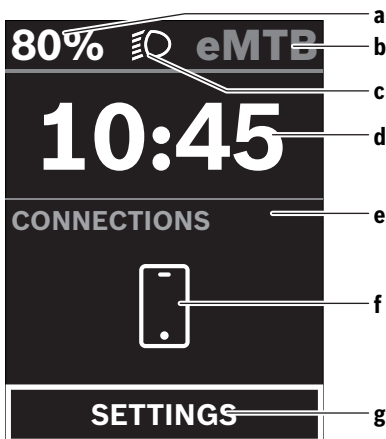 a
80% eMTB b
c
10:45 d
CONNECTIONS e
f
SETTINGS g